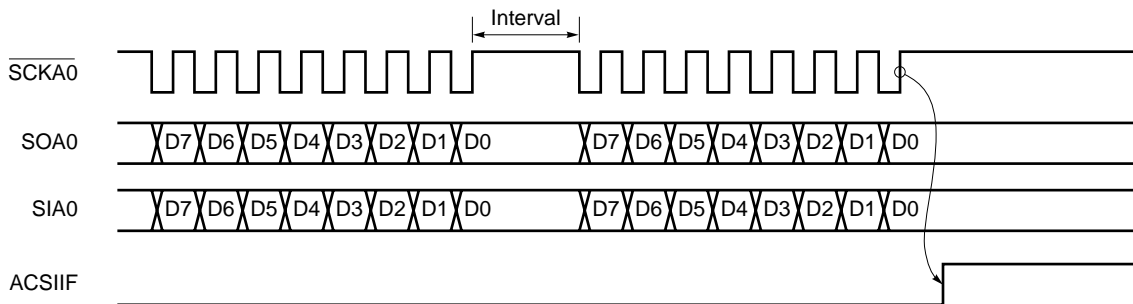 Interval
SCKA0
SOA0 D7 D6 D5 D4 D3 D2 D1 D0 D7 D6 D5 D4 D3 D2 D1 D0
SIA0 D7 D6 D5 D4 D3 D2 D1 D0 D7 D6 D5 D4 D3 D2 D1 D0
ACSIIF